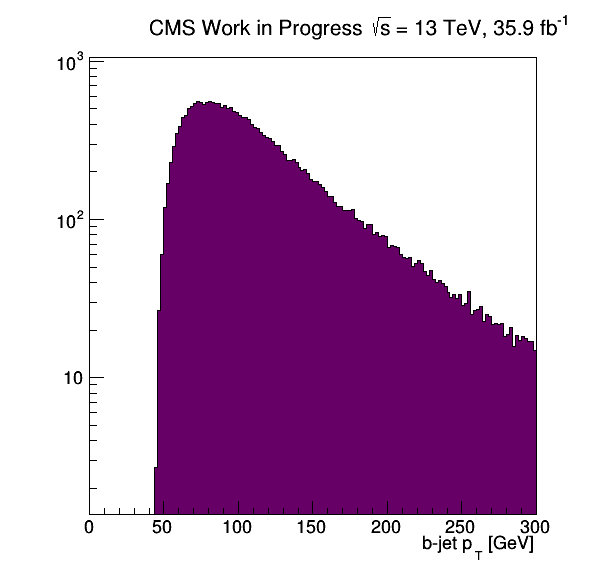 CMS Work in Progress √s = 13 TeV, 35.9 fb⁻¹
10³
10²
10
0 50 100 150 200 250 300
b-jet p_T [GeV]